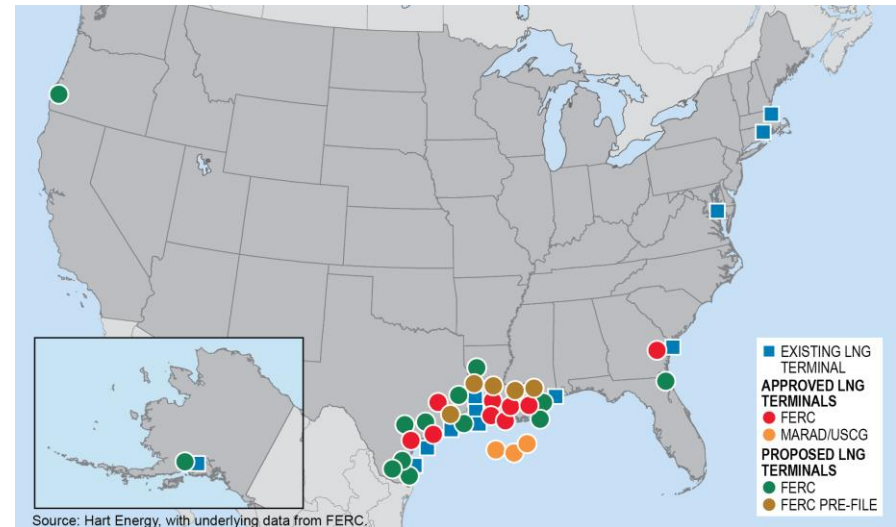 EXISTING LNG
TERMINAL
APPROVED LNG
TERMINALS
FERC
MARAD/USCG
PROPOSED LNG
TERMINALS
FERC
FERC PRE-FILE
Source: Hart Energy, with underlying data from FERC.